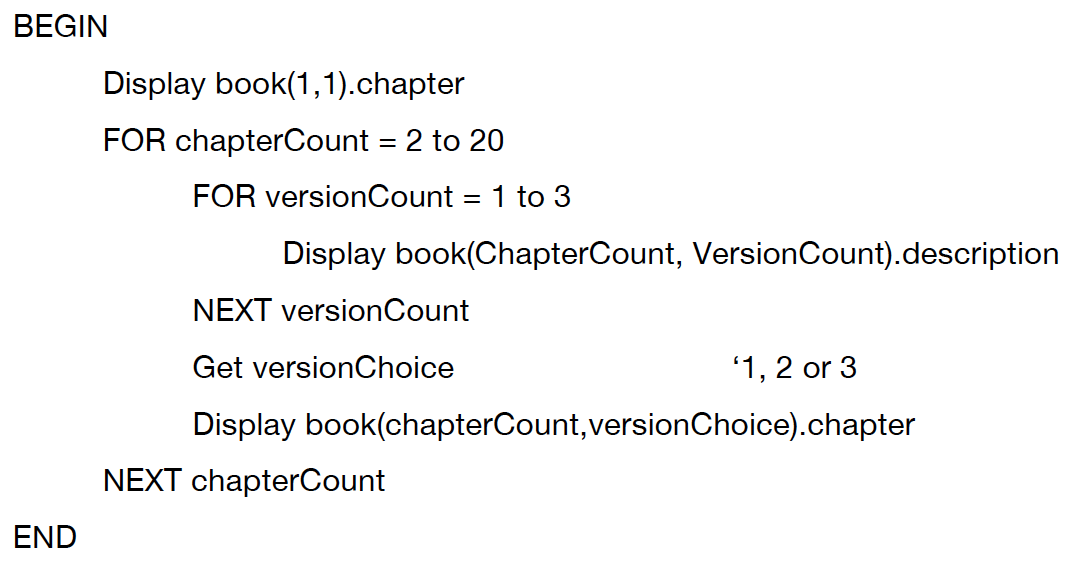 BEGIN
Display book(1,1).chapter
FOR chapterCount = 2 to 20
FOR versionCount = 1 to 3
Display book(ChapterCount, VersionCount).description
NEXT versionCount
Get versionChoice ‘1, 2 or 3
Display book(chapterCount,versionChoice).chapter
NEXT chapterCount
END